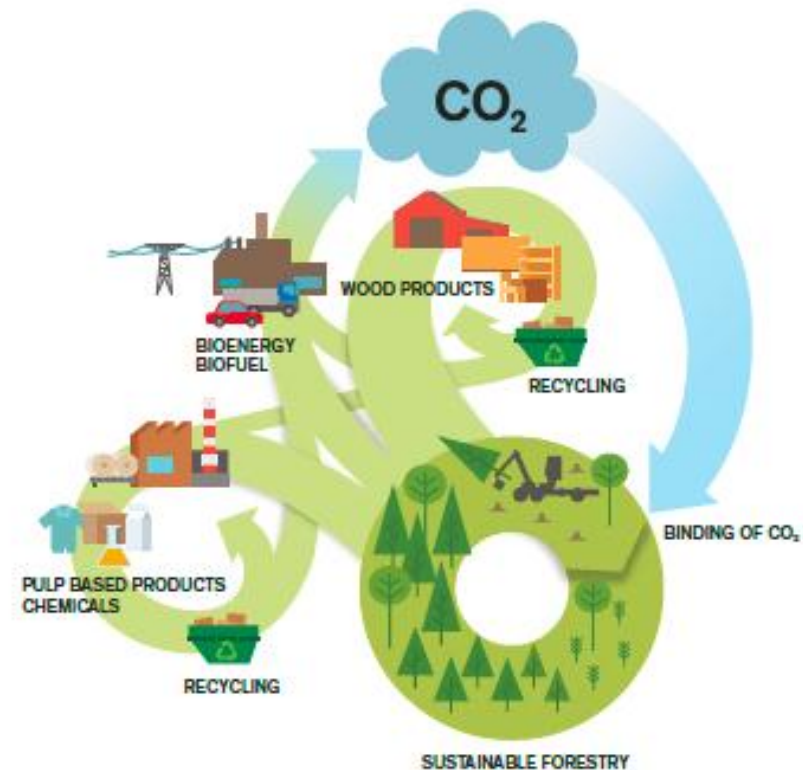 CO₂
WOOD PRODUCTS
BIOENERGY
BIOFUEL
RECYCLING
BINDING OF CO₂
PULP BASED PRODUCTS
CHEMICALS
RECYCLING
SUSTAINABLE FORESTRY